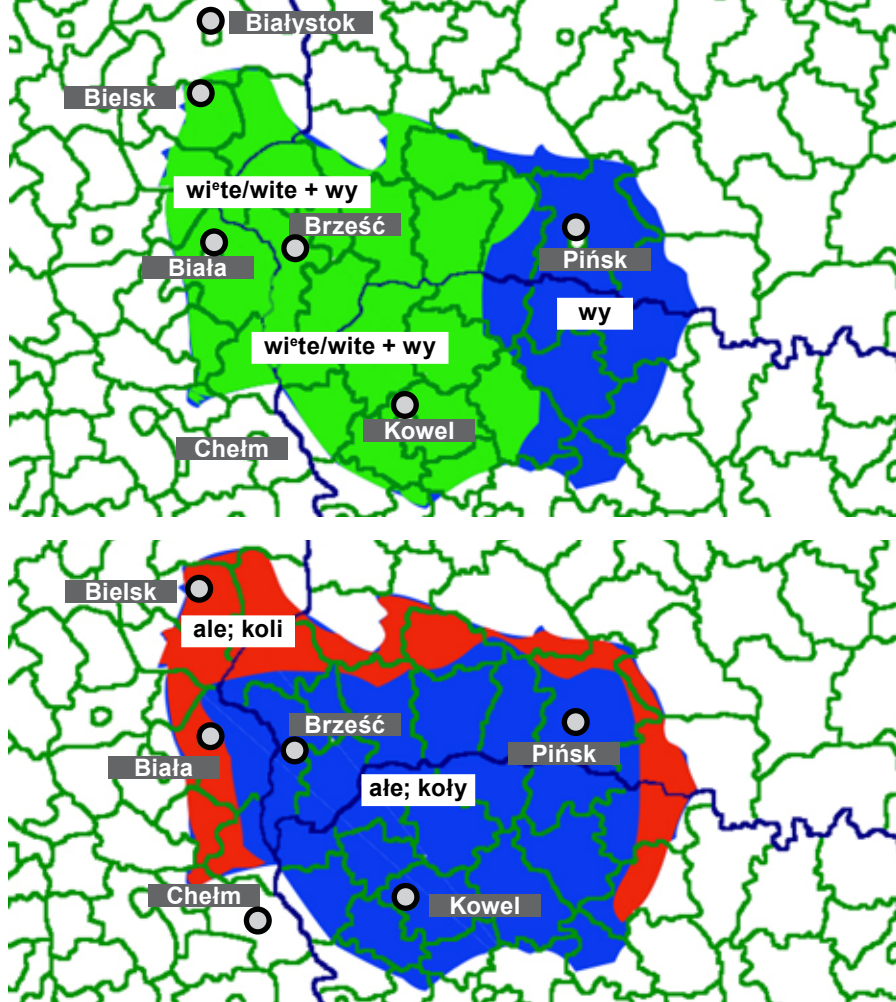 Białystok
Bielsk
wiᵉte/wite + wy
Brześć
Biała
Pińsk
wy
wiᵉte/wite + wy
Kowel
Chełm
Bielsk
ale; koli
Brześć
Pińsk
Biała
ałe; koły
Chełm
Kowel